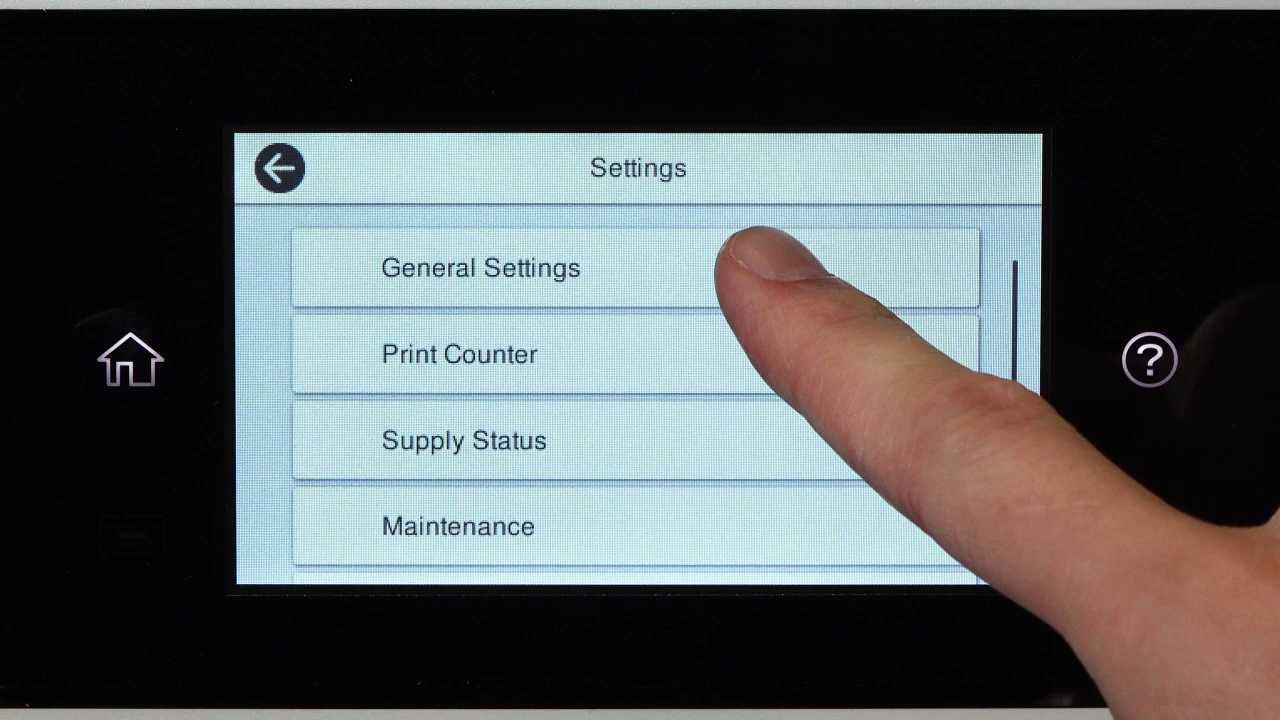 Settings
General Settings
Print Counter
Supply Status
Maintenance